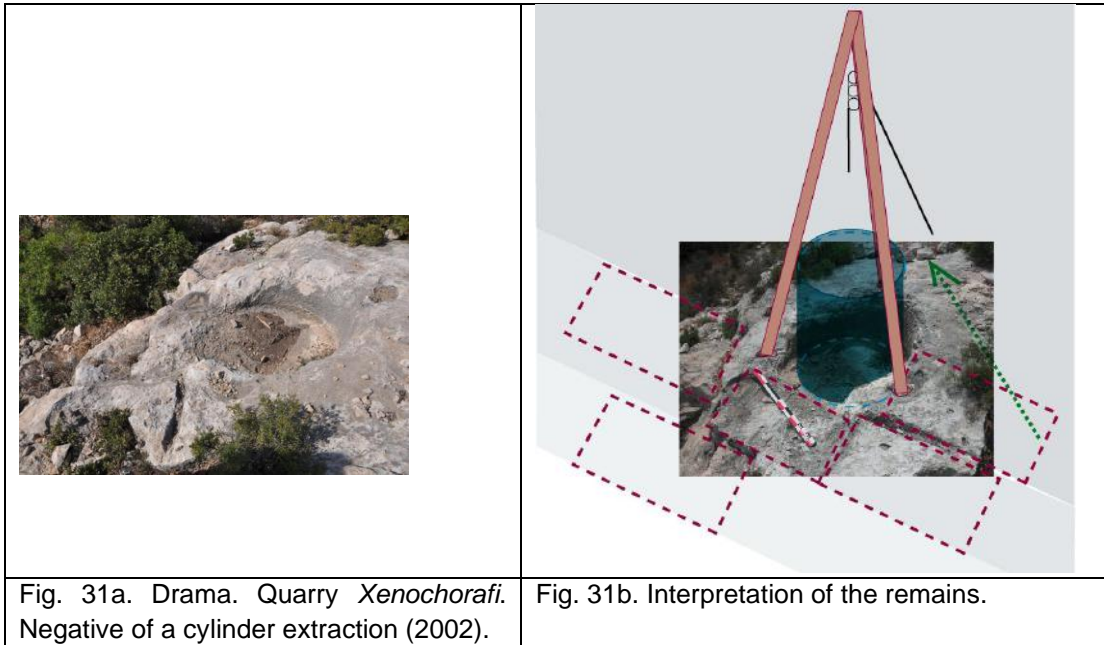 Fig. 31a. Drama. Quarry Xenochorafi.
Negative of a cylinder extraction (2002).
Fig. 31b. Interpretation of the remains.